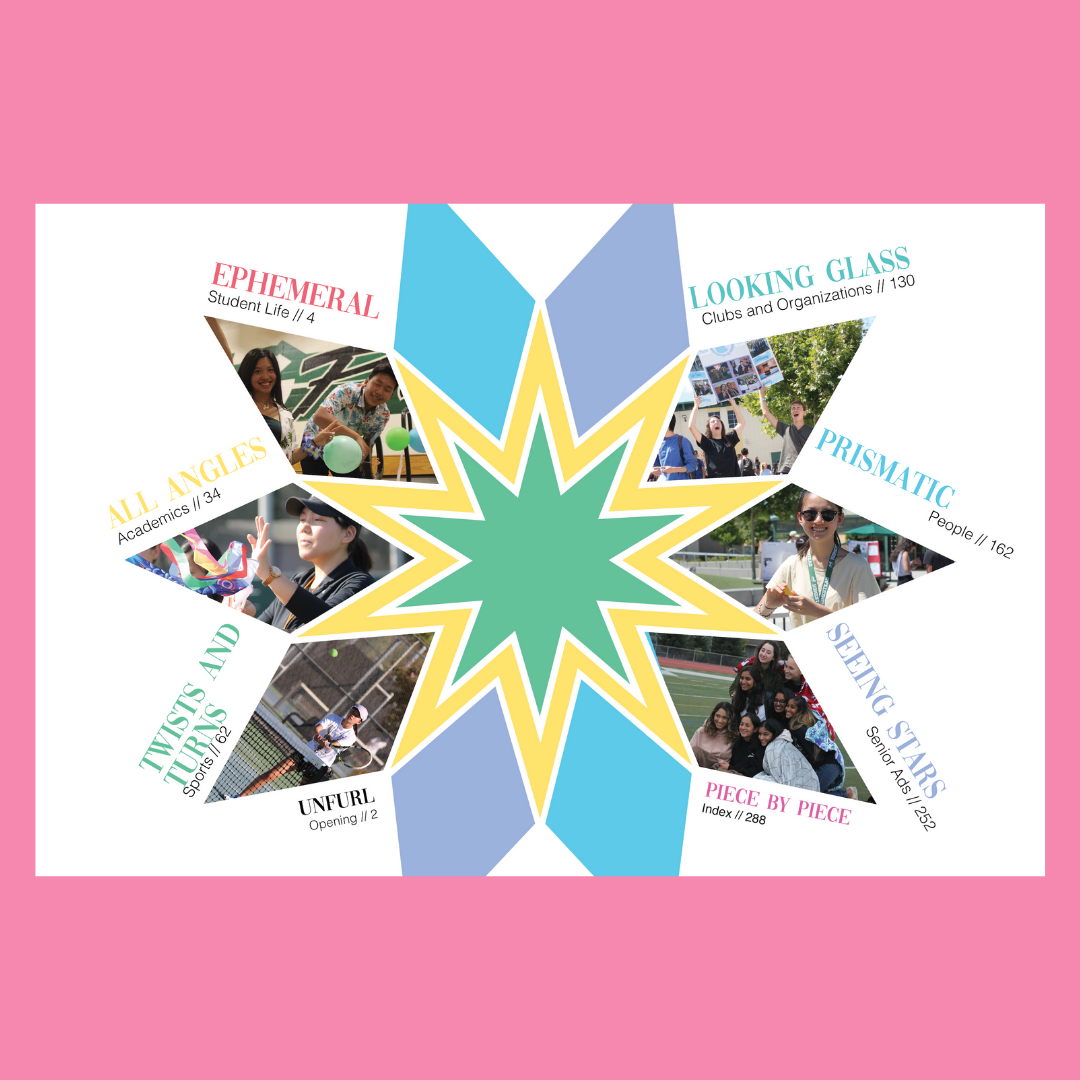 EPHEMERAL
Student Life // 4
ALL ANGLES
Academics // 34
TWISTS AND
TURNS
Sports // 62
UNFURL
Opening // 2
LOOKING GLASS
Clubs and Organizations // 130
PRISMATIC
People // 162
SEEING STARS
Senior Ads // 252
PIECE BY PIECE
Index // 288